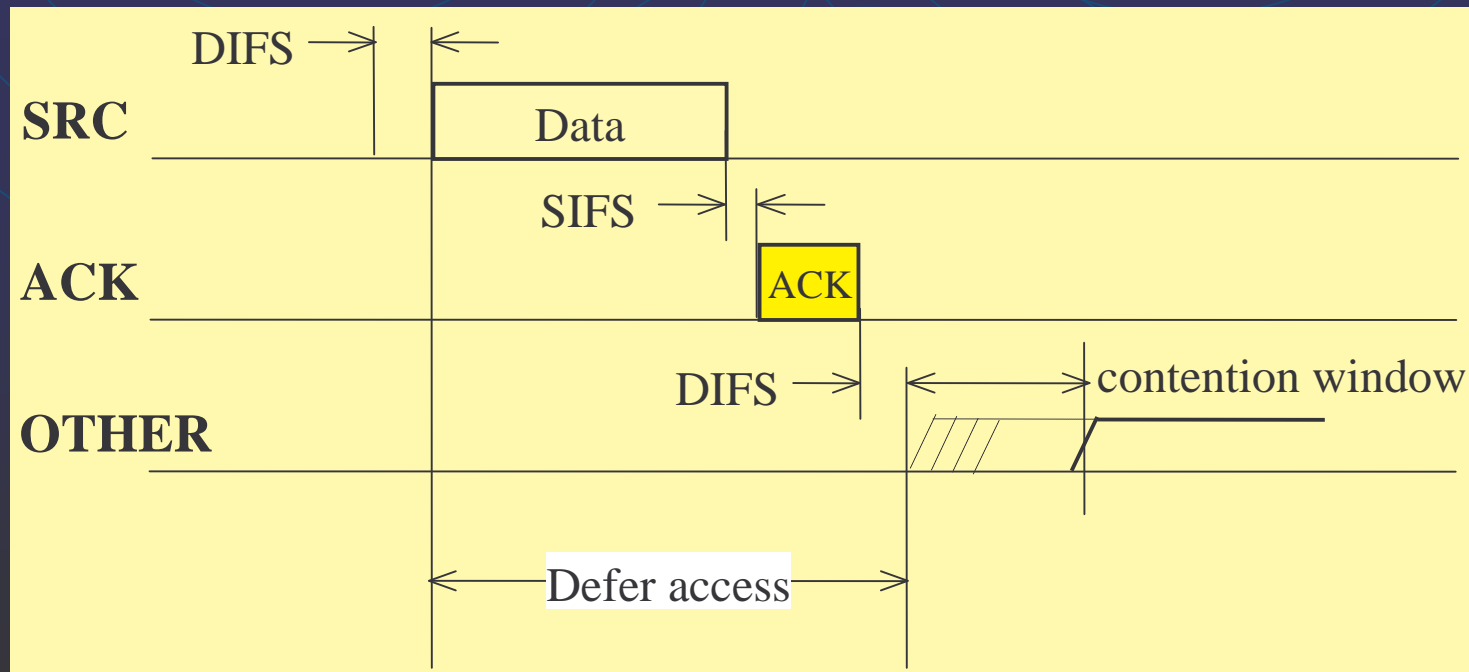 DIFS
SRC
Data
SIFS
ACK
ACK
DIFS
contention window
OTHER
Defer access